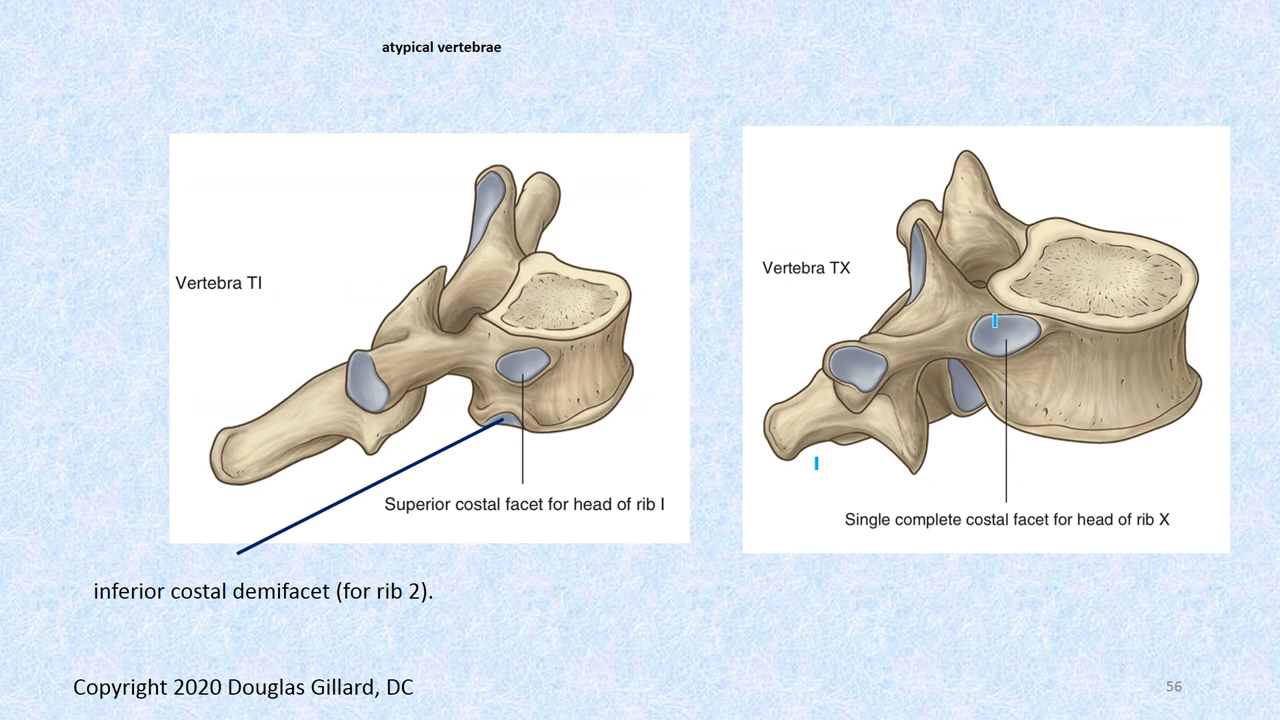 atypical vertebrae
Vertebra TI
Superior costal facet for head of rib I
Vertebra TX
Single complete costal facet for head of rib X
inferior costal demifacet (for rib 2).
Copyright 2020 Douglas Gillard, DC
56